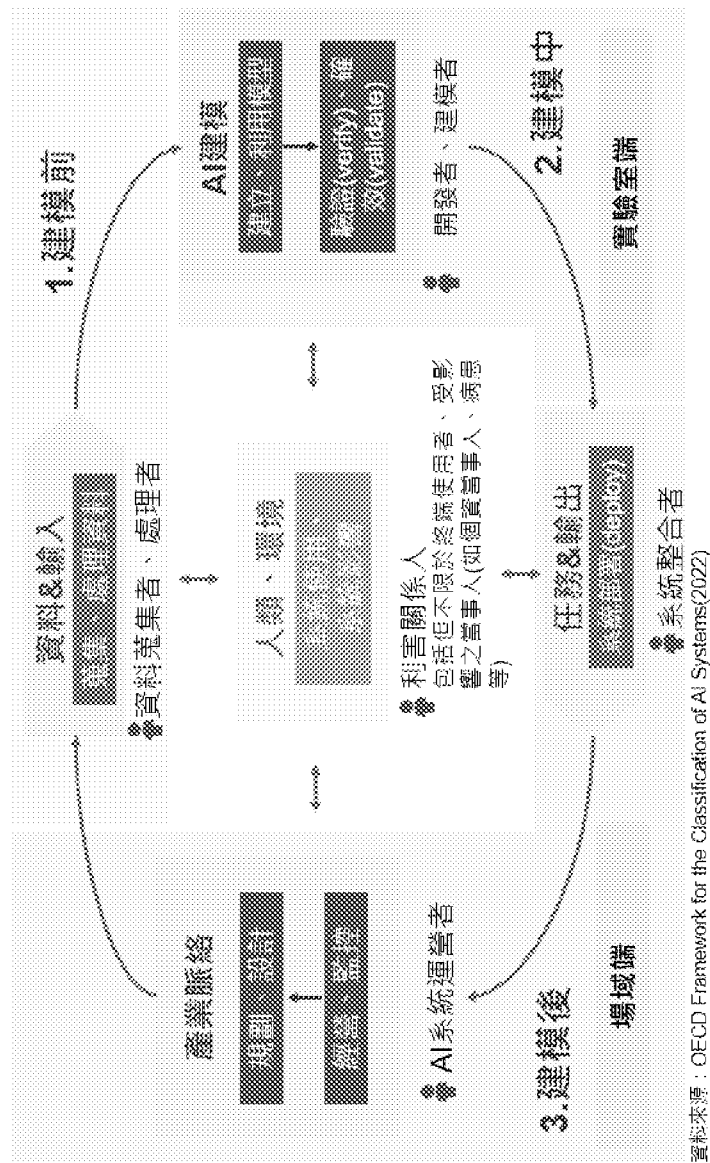 1.建模前
資料&輸入
蒐集、處理資料
資料蒐集者、處理者
AI建模
建立、利用模型
驗證(verify)、確
效(validate)
開發者、建模者
2.建模中
實驗室端
人類、環境
利害關係人
包括但不限於終端使用者、受影
響之當事人(如個資當事人、病患
等)
任務&輸出
系統佈署(deploy)
系統整合者
產業脈絡
規劃、設計
營運、監控
AI系統運營者
3.建模後
場域端
資料來源：OECD Framework for the Classification of AI Systems(2022)